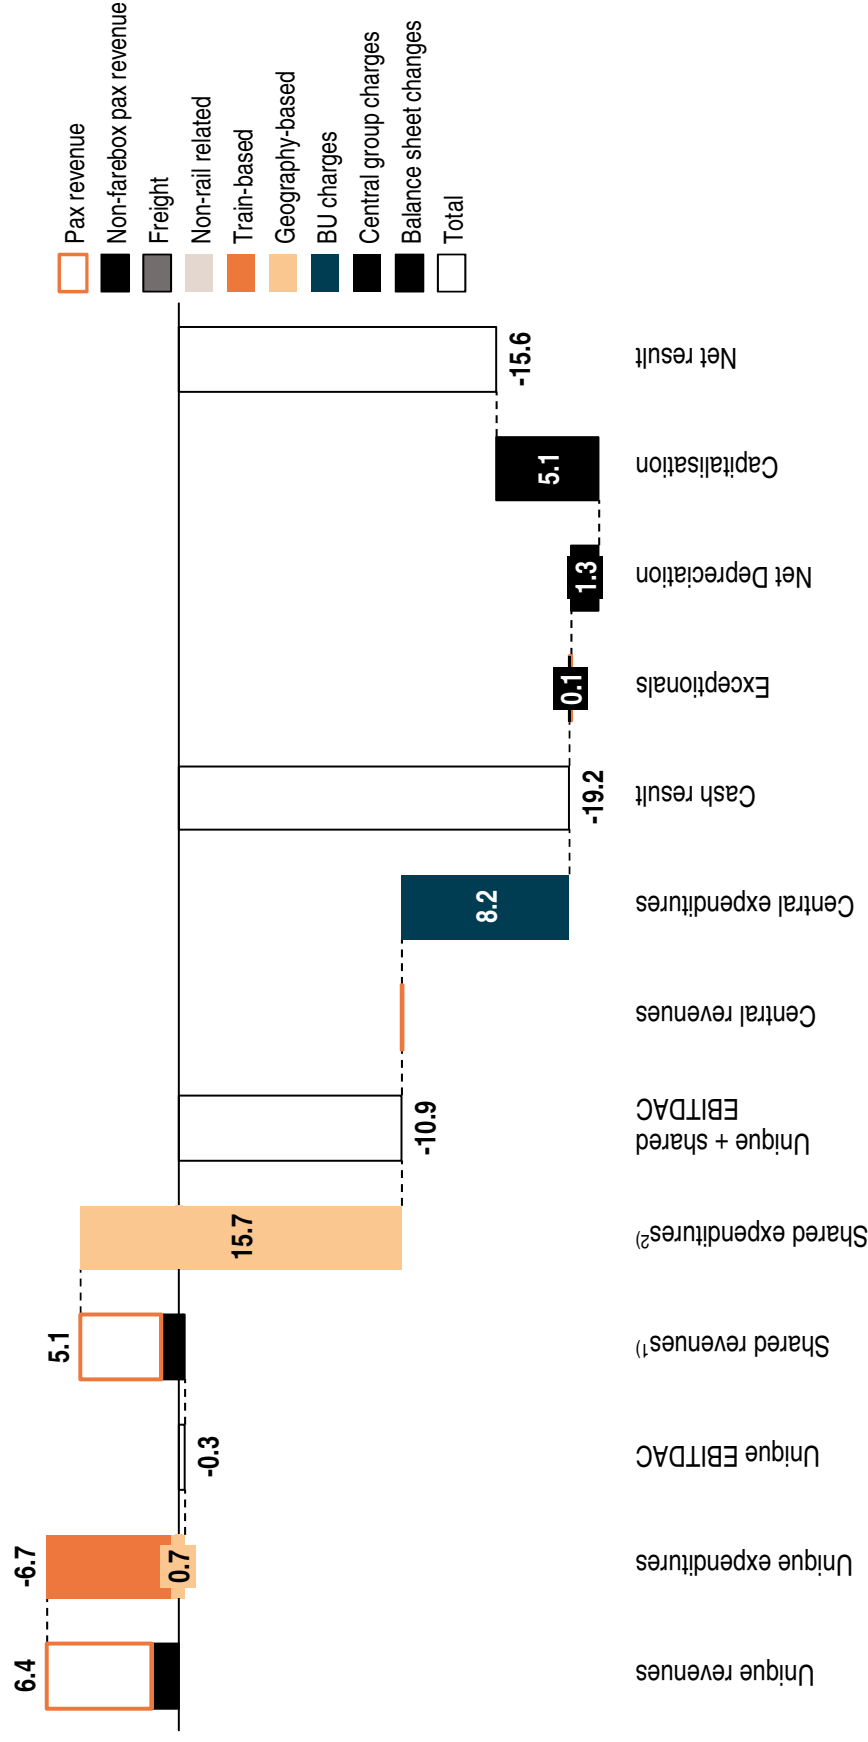 Pax revenue
Non-farebox pax revenue
Freight
Non-rail related
Train-based
Geography-based
BU charges
Central group charges
Balance sheet changes
Total
6.4
-6.7
0.7
-0.3
5.1
15.7
-10.9
8.2
-19.2
0.1
1.3
5.1
-15.6
Unique revenues
Unique expenditures
Unique EBITDAC
Shared revenues1)
Shared expenditures2)
Unique + shared
EBITDAC
Central revenues
Central expenditures
Cash result
Exceptionals
Net Depreciation
Capitalisation
Net result